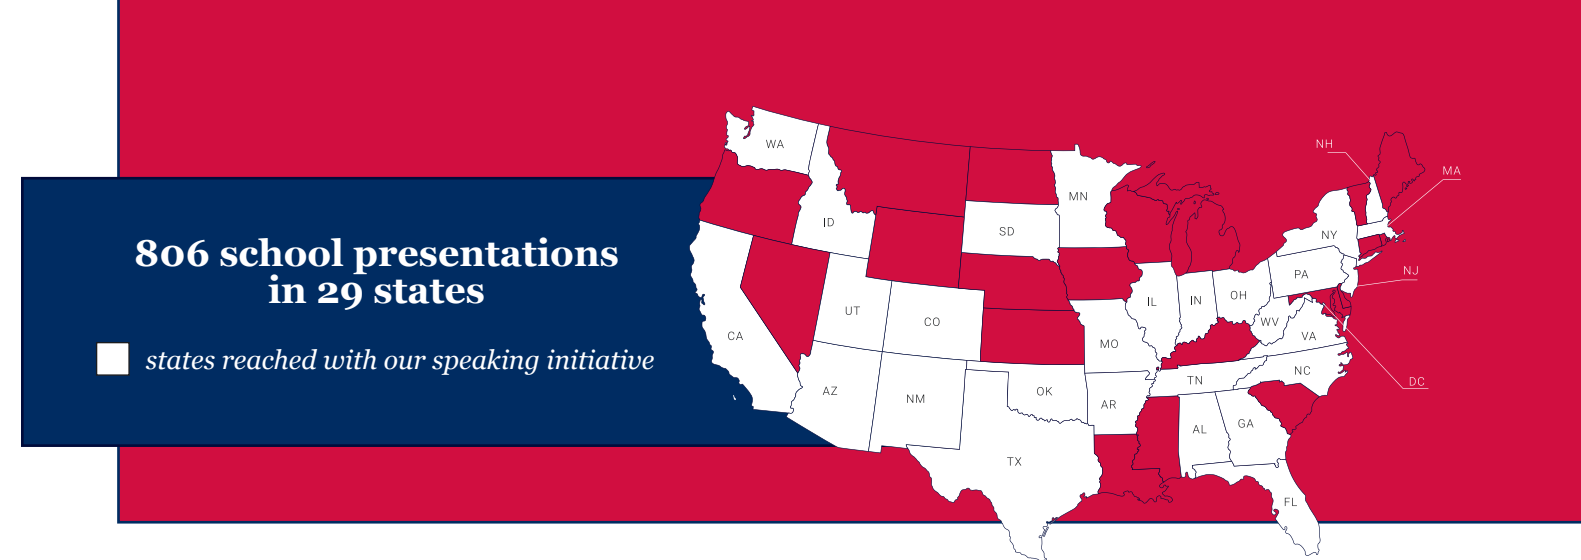 806 school presentations
in 29 states
states reached with our speaking initiative
WA
NH
MA
MN
ID
SD
NY
NJ
PA
OH
IN
IL
UT
CO
WV
VA
CA
MO
NC
TN
DC
AZ
NM
OK
AR
AL
GA
TX
FL